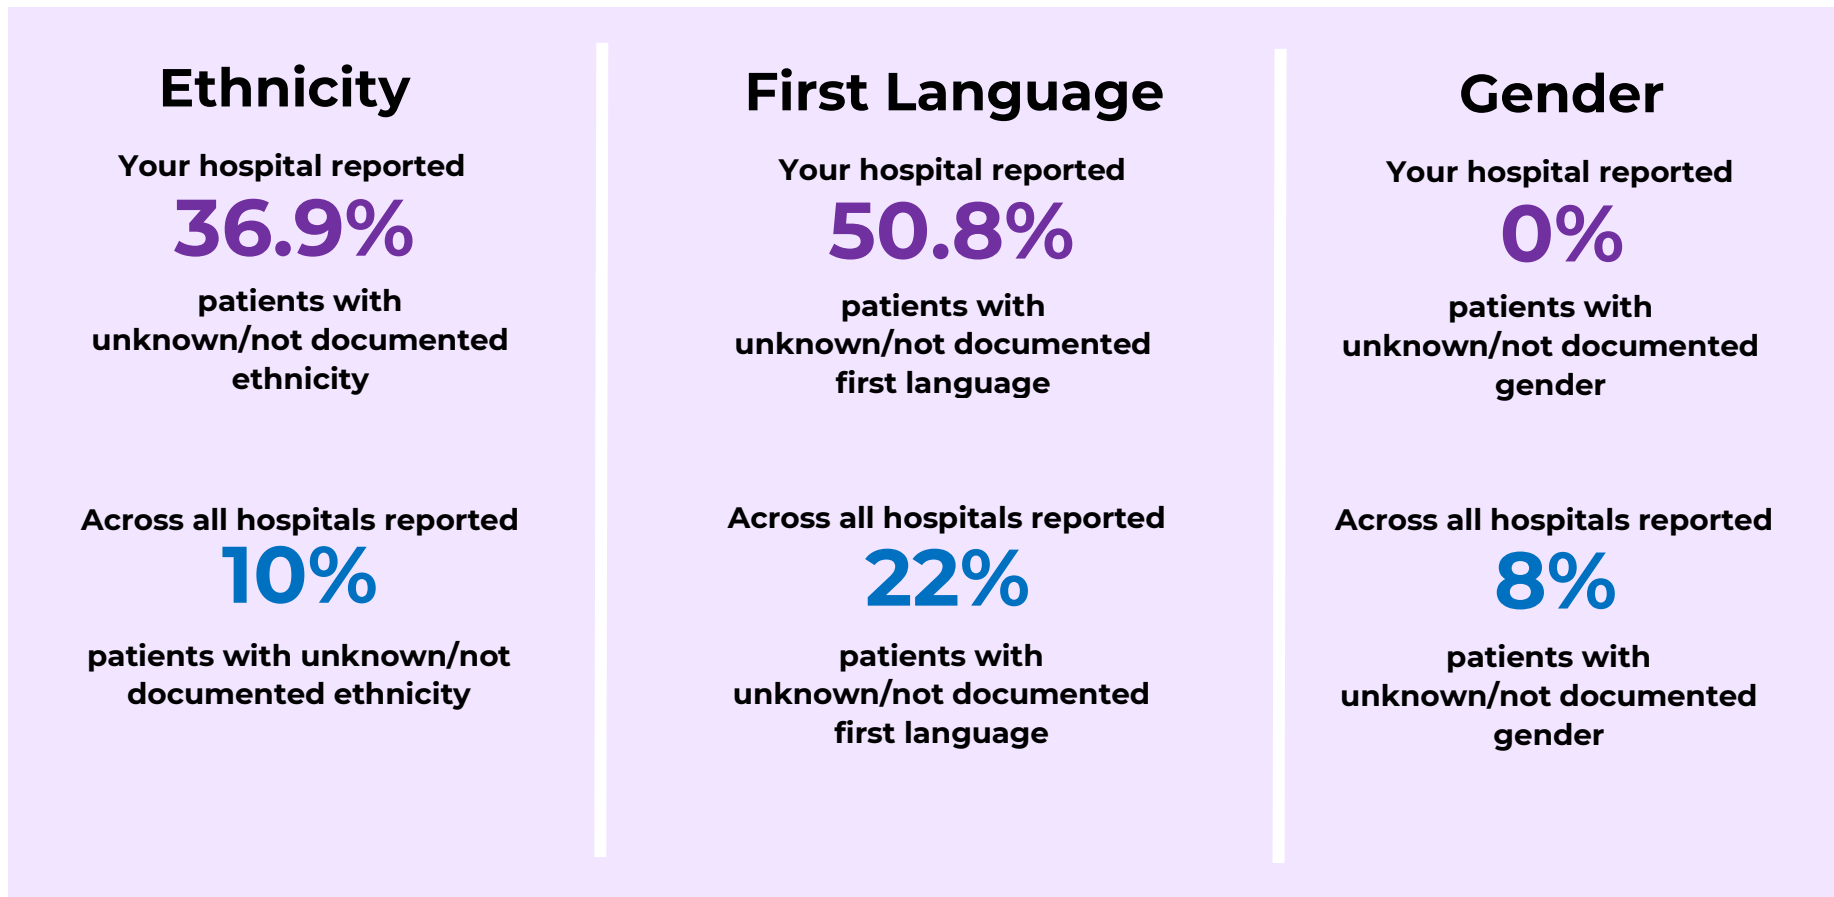 Ethnicity
Your hospital reported
36.9%
patients with
unknown/not documented
ethnicity
Across all hospitals reported
10%
patients with unknown/not
documented ethnicity
First Language
Your hospital reported
50.8%
patients with
unknown/not documented
first language
Across all hospitals reported
22%
patients with
unknown/not documented
first language
Gender
Your hospital reported
0%
patients with
unknown/not documented
gender
Across all hospitals reported
8%
patients with
unknown/not documented
gender